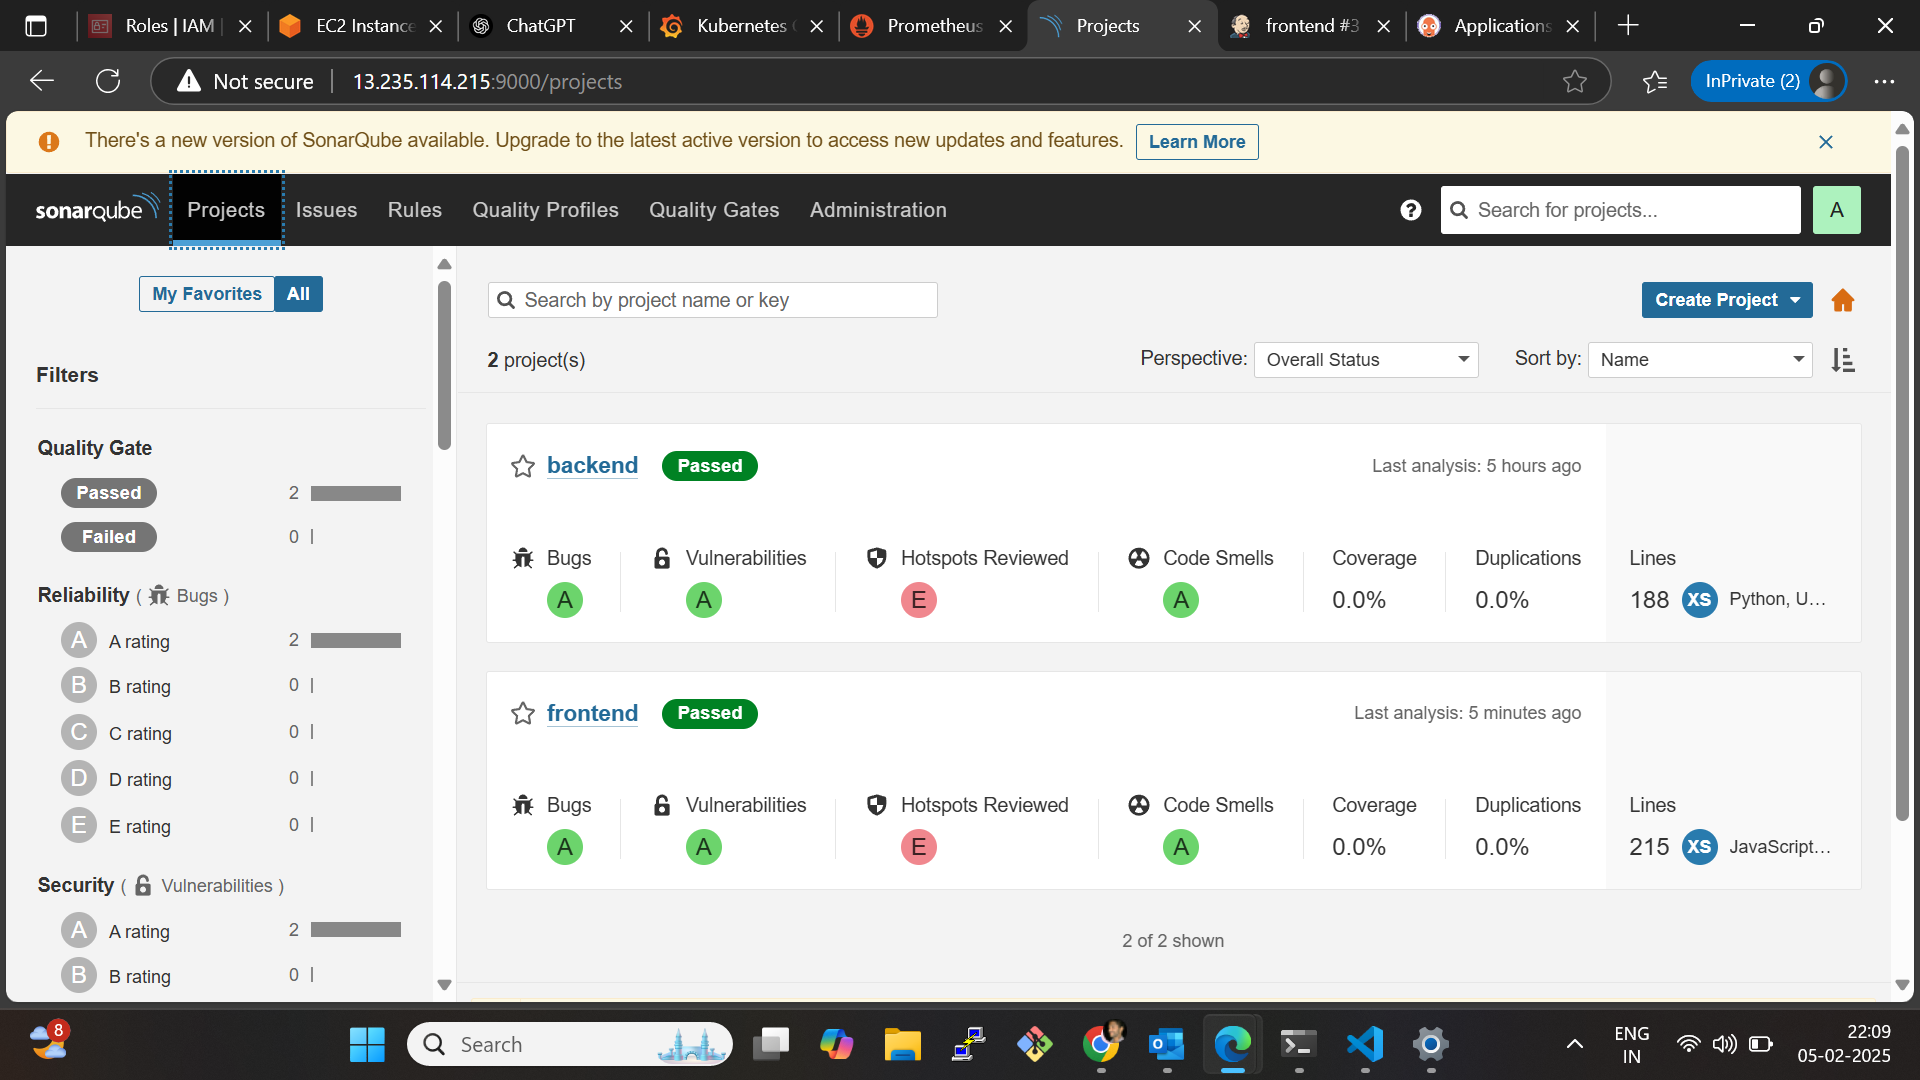 Roles | IAM
EC2 Instance
ChatGPT
Kubernetes
Prometheus
Projects
frontend #3
Applications
Not secure
13.235.114.215:9000/projects
InPrivate (2)
There's a new version of SonarQube available. Upgrade to the latest active version to access new updates and features.
Learn More
sonarqube
Projects
Issues
Rules
Quality Profiles
Quality Gates
Administration
Search for projects...
A
My Favorites
All
Filters
Quality Gate
Passed 2
Failed 0
Reliability ( Bugs )
A A rating 2
B B rating 0
C C rating 0
D D rating 0
E E rating 0
Security ( Vulnerabilities )
A A rating 2
B B rating 0
Search by project name or key
Create Project
2 project(s)
Perspective: Overall Status
Sort by: Name
backend Passed
Last analysis: 5 hours ago
Bugs Vulnerabilities Hotspots Reviewed Code Smells Coverage Duplications Lines
A A E A 0.0% 0.0% 188 XS Python, U...
frontend Passed
Last analysis: 5 minutes ago
Bugs Vulnerabilities Hotspots Reviewed Code Smells Coverage Duplications Lines
A A E A 0.0% 0.0% 215 XS JavaScript...
2 of 2 shown
8
Search
ENG
IN
22:09
05-02-2025